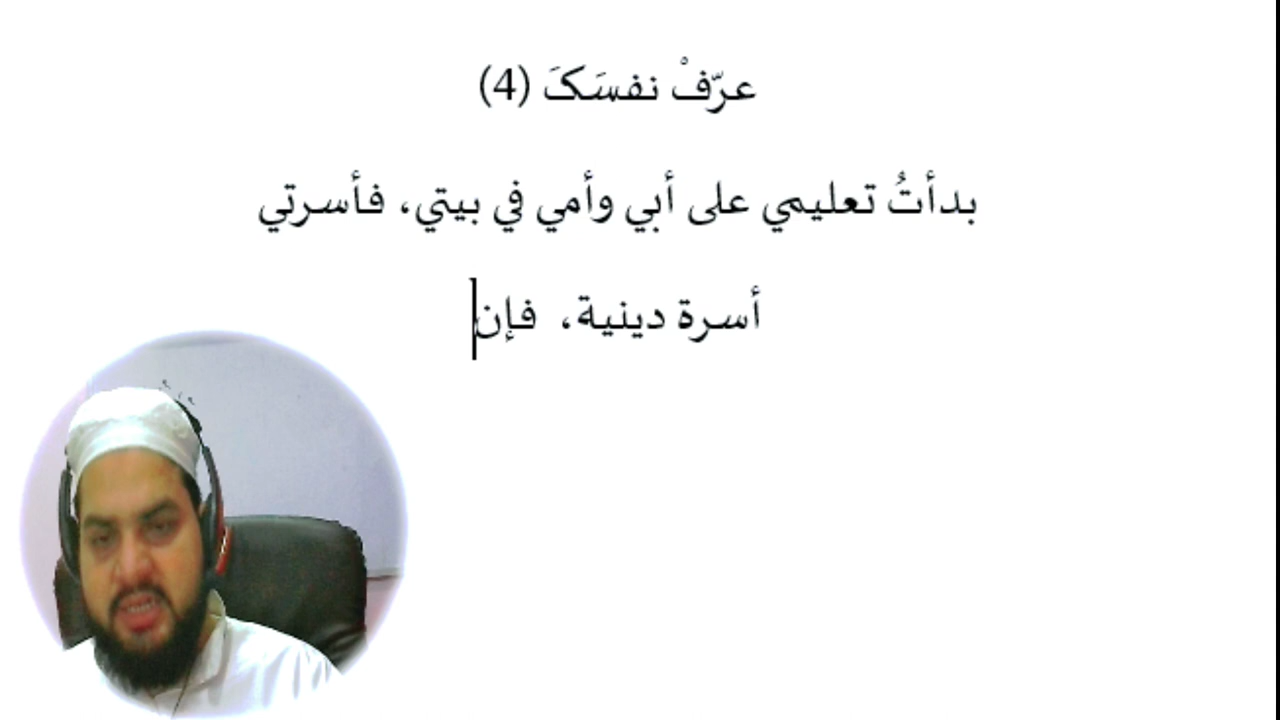 عرّفْ نفسَکَ (4)
بدأتُ تعليمي على أبي وأمي في بيتي، فأسرتي
أسرة دينية، فإن